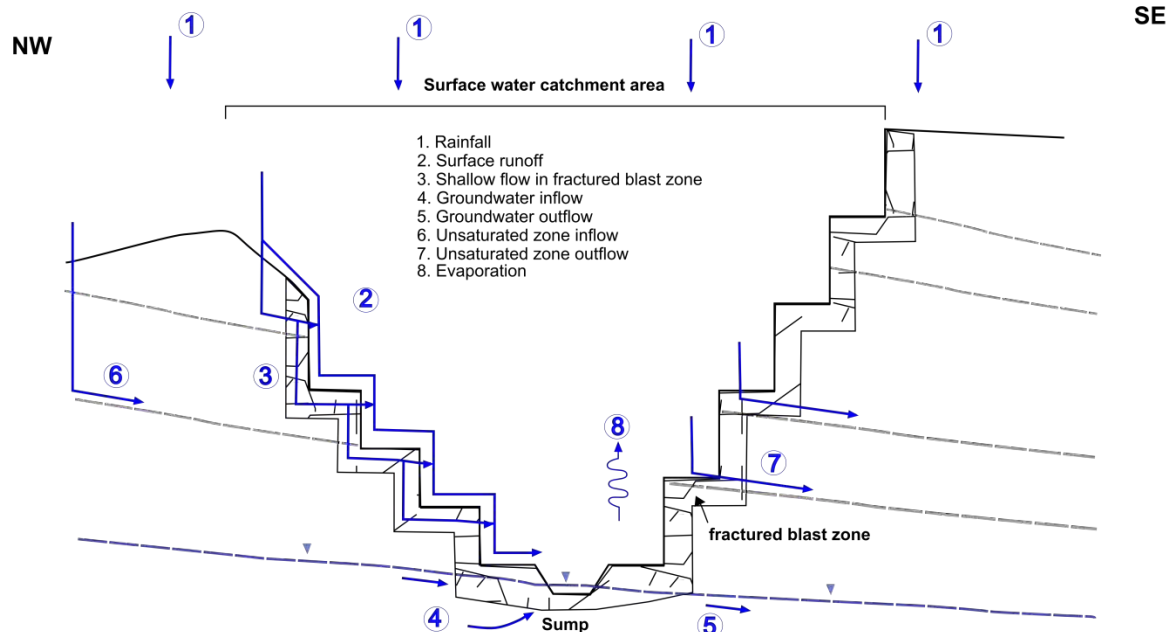 SE
NW
1
1
1
1
Surface water catchment area
1. Rainfall
2. Surface runoff
3. Shallow flow in fractured blast zone
4. Groundwater inflow
5. Groundwater outflow
6. Unsaturated zone inflow
7. Unsaturated zone outflow
8. Evaporation
2
3
6
8
7
fractured blast zone
4
Sump
5